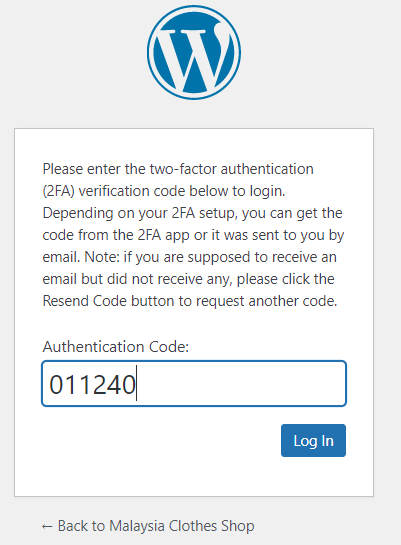 Please enter the two-factor authentication
(2FA) verification code below to login.
Depending on your 2FA setup, you can get the
code from the 2FA app or it was sent to you by
email. Note: if you are supposed to receive an
email but did not receive any, please click the
Resend Code button to request another code.
Authentication Code:
011240
Log In
← Back to Malaysia Clothes Shop